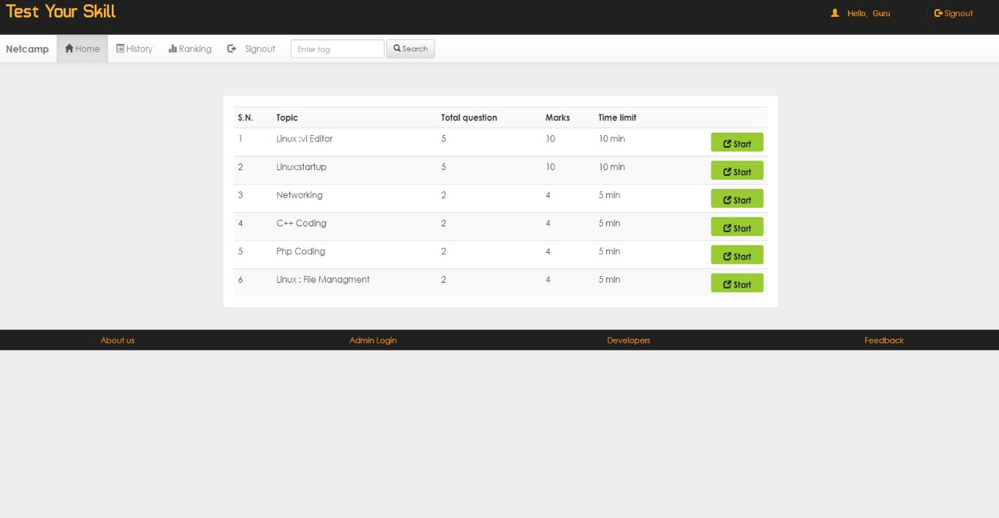 Test Your Skill
Hello, Guru
Signout
Netcamp Home History Ranking Signout Enter tag Search
S.N. Topic Total question Marks Time limit
1 Linux :vi Editor 5 10 10 min Start
2 Linux:startup 5 10 10 min Start
3 Networking 2 4 5 min Start
4 C++ Coding 2 4 5 min Start
5 Php Coding 2 4 5 min Start
6 Linux : File Managment 2 4 5 min Start
About us Admin Login Developers Feedback